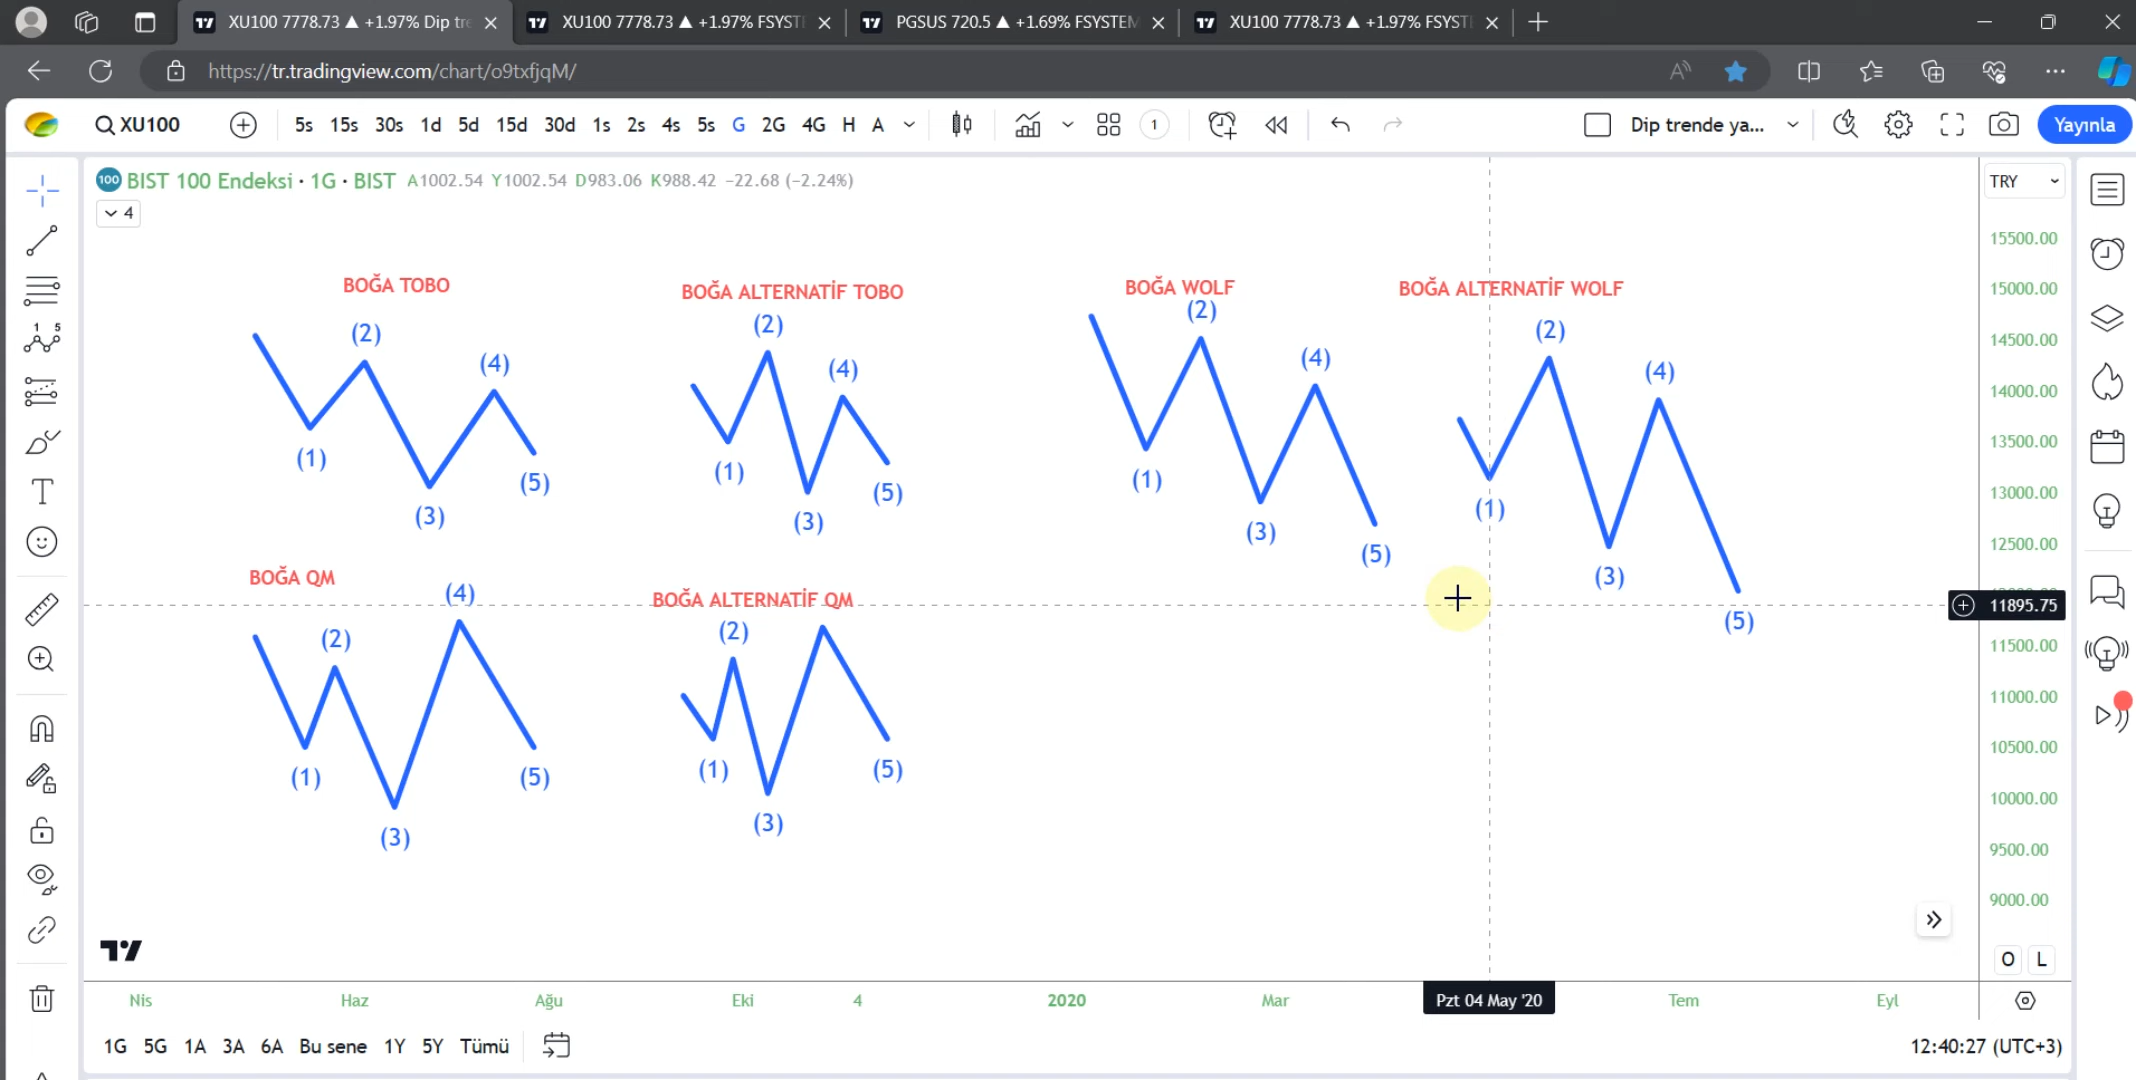 XU100 7778.73 ▲ +1.97% Dip tre
XU100 7778.73 ▲ +1.97% FSYSTE
PGSUS 720.5 ▲ +1.69% FSYSTEM
XU100 7778.73 ▲ +1.97% FSYSTE
https://tr.tradingview.com/chart/o9txfjqM/
XU100 5s 15s 30s 1d 5d 15d 30d 1s 2s 4s 5s G 2G 4G H A 1 Dip trende ya... Yayınla
100 BIST 100 Endeksi · 1G · BIST A1002.54 Y1002.54 D983.06 K988.42 −22.68 (−2.24%)
TRY
4
BOĞA TOBO
(2)
(4)
(1)
(3)
(5)
BOĞA ALTERNATİF TOBO
(2)
(4)
(1)
(3)
(5)
BOĞA WOLF
(2)
(4)
(1)
(3)
(5)
BOĞA ALTERNATİF WOLF
(2)
(4)
(1)
(3)
(5)
BOĞA QM
(4)
(2)
(1)
(3)
(5)
BOĞA ALTERNATİF QM
(2)
(1)
(3)
(5)
15500.00
15000.00
14500.00
14000.00
13500.00
13000.00
12500.00
11895.75
11500.00
11000.00
10500.00
10000.00
9500.00
9000.00
O L
Nis Haz Ağu Eki 4 2020 Mar Pzt 04 May '20 Tem Eyl
1G 5G 1A 3A 6A Bu sene 1Y 5Y Tümü
12:40:27 (UTC+3)